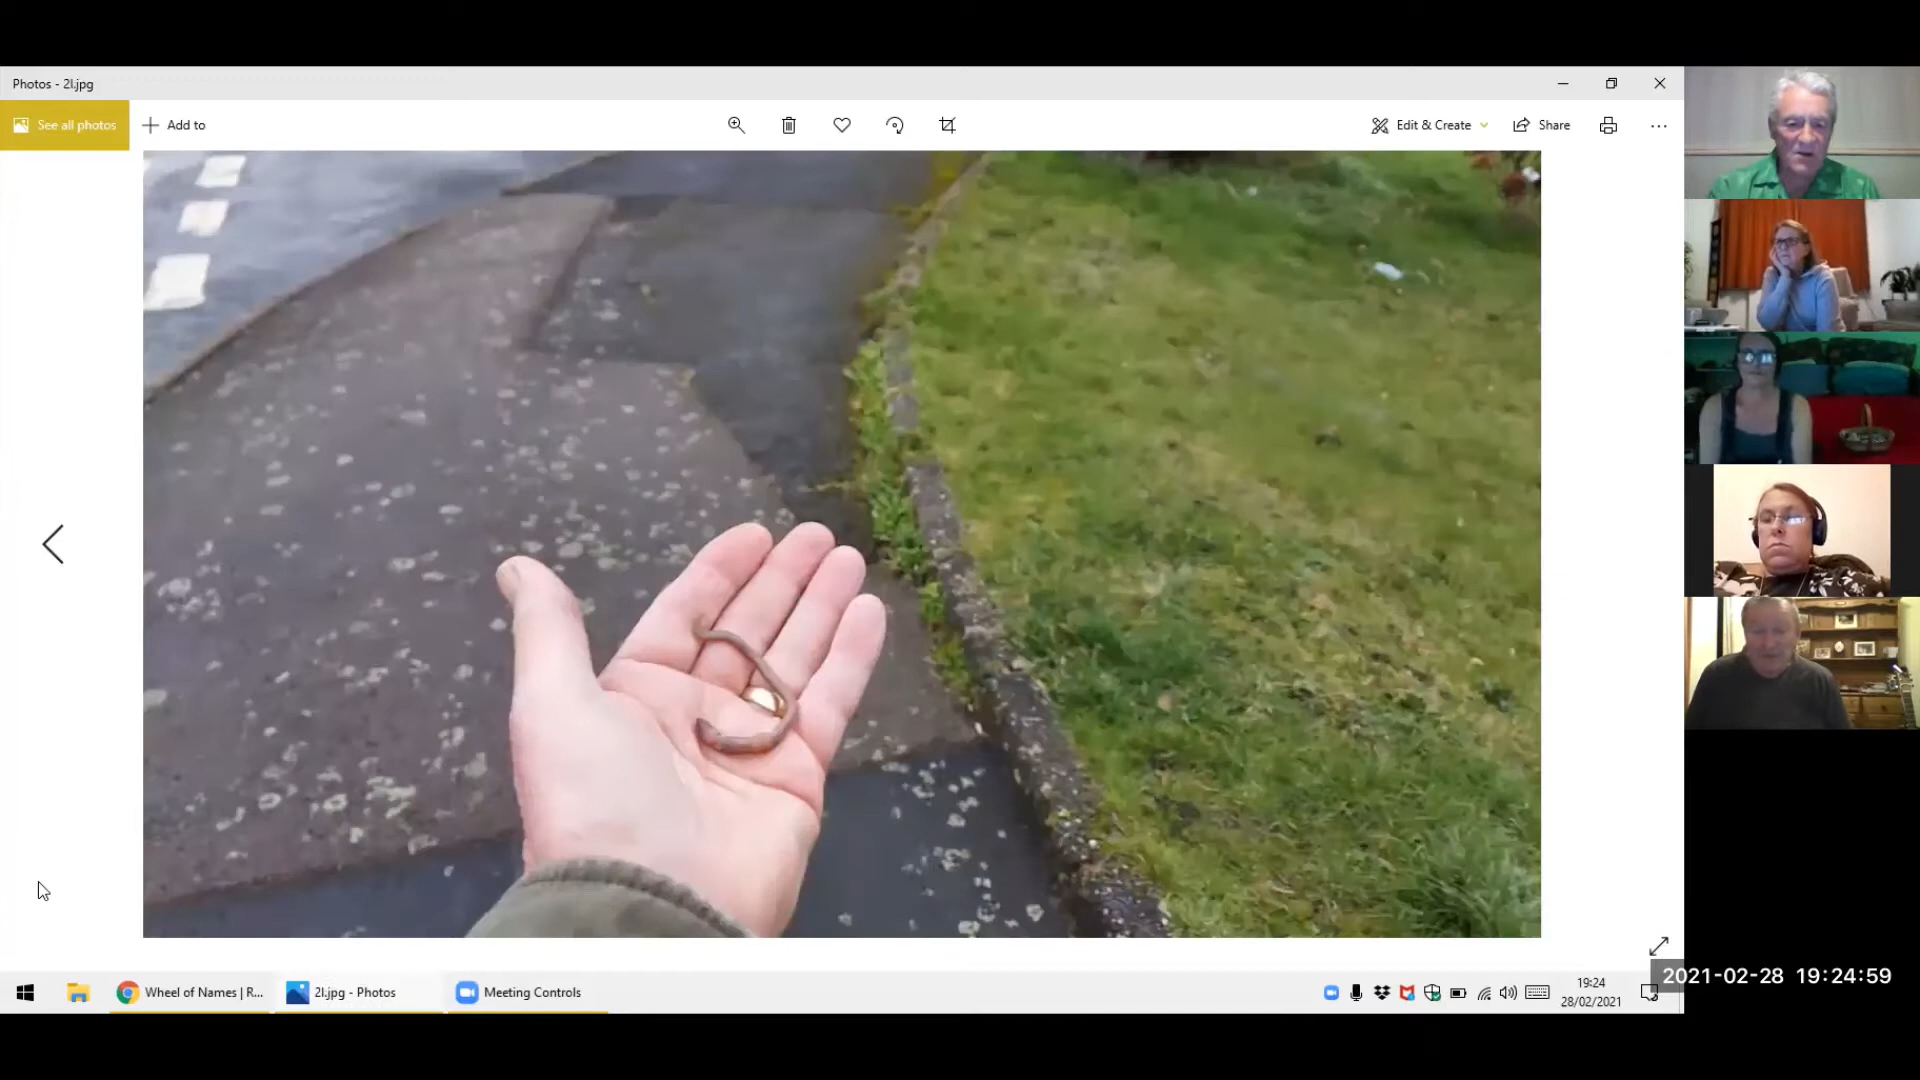 Photos - 2l.jpg
See all photos
Add to
Edit & Create
Share
Wheel of Names | R...
2l.jpg - Photos
Meeting Controls
19:24
28/02/2021
2021-02-28 19:24:59